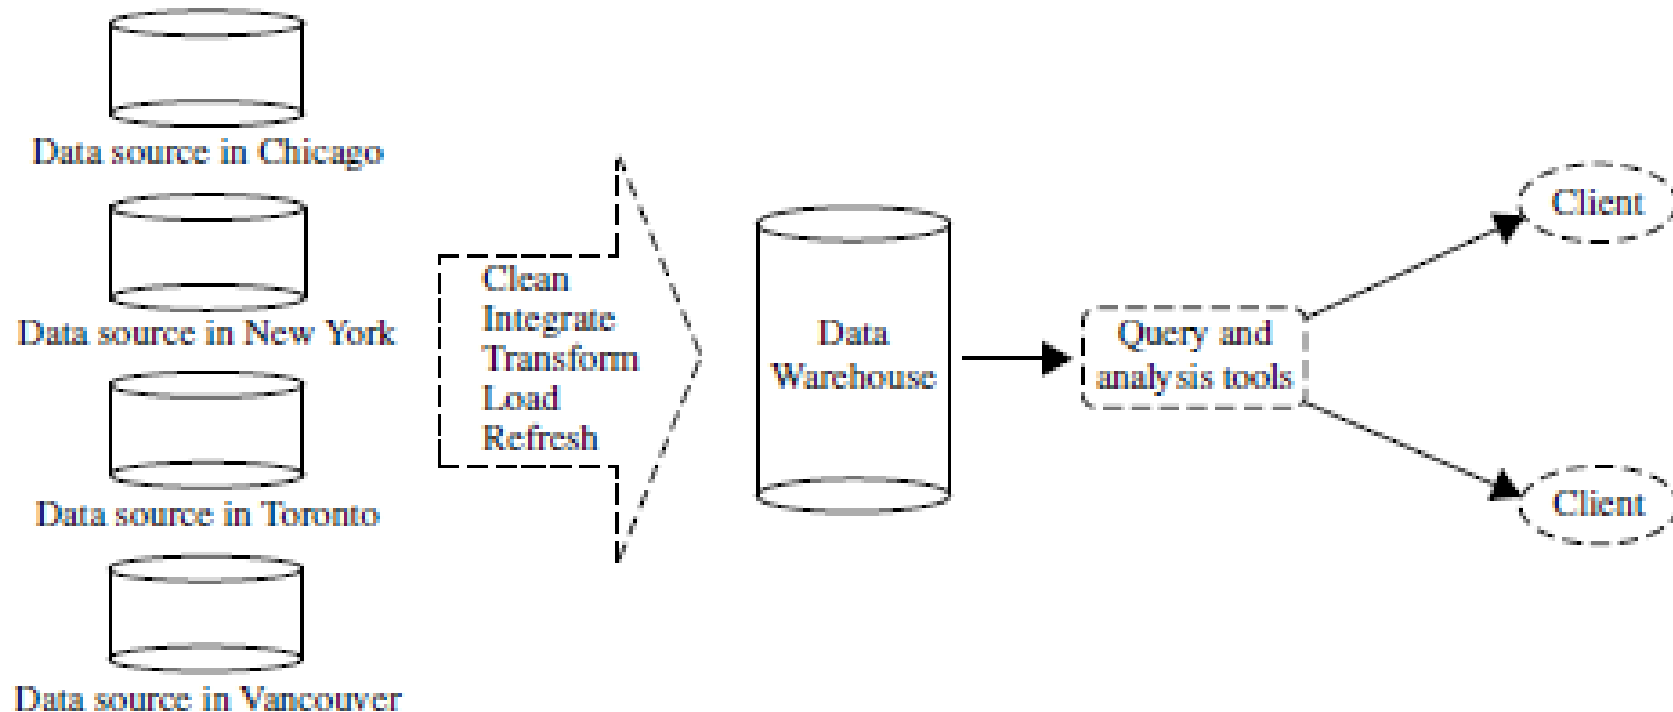 Data source in Chicago
Data source in New York
Data source in Toronto
Data source in Vancouver
Clean
Integrate
Transform
Load
Refresh
Data
Warehouse
Query and
analysis tools
Client
Client